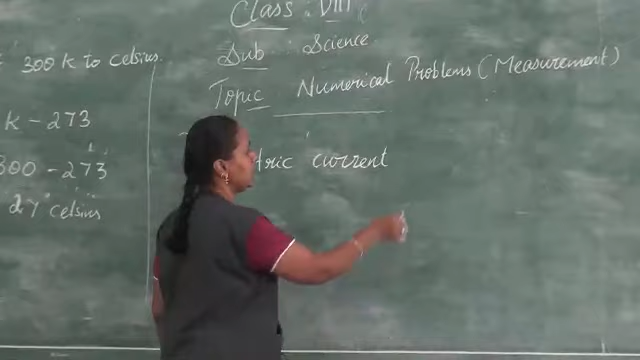 300 K to celsius
K - 273
300 - 273
27° celsius
Class : VIII
Sub : Science
Topic Numerical Problems (Measurement)
tric current